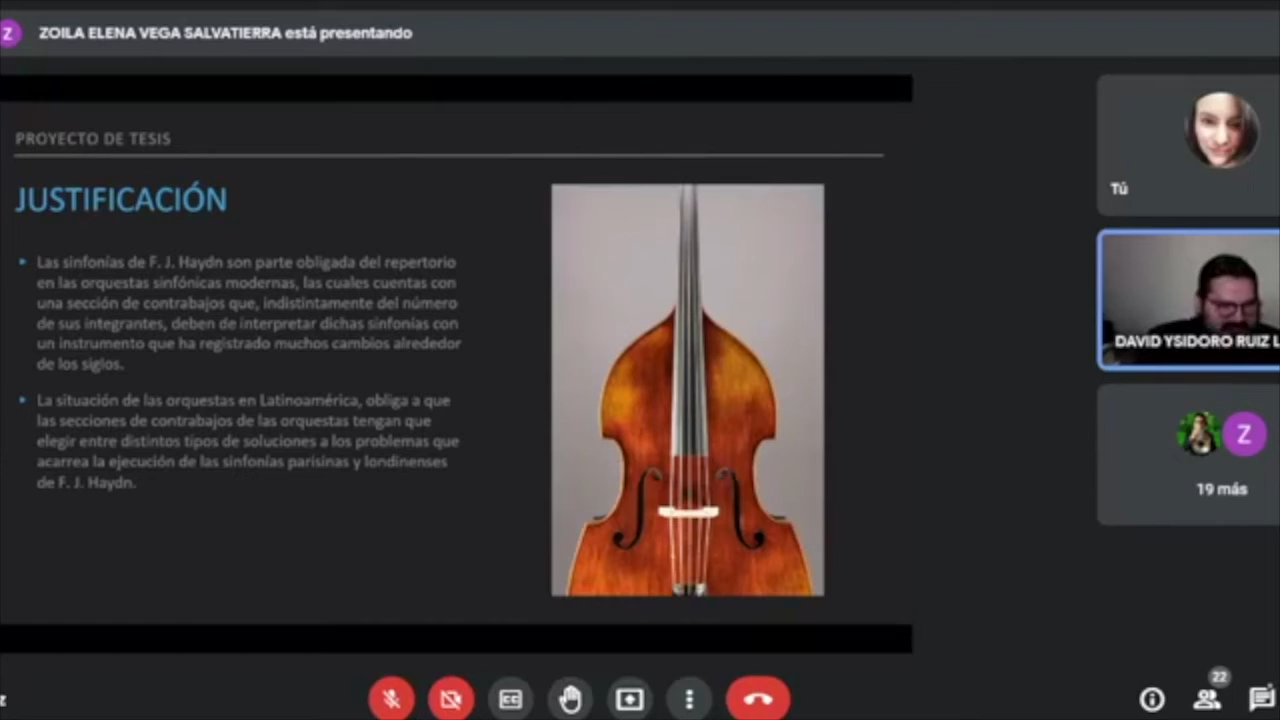 Z
ZOILA ELENA VEGA SALVATIERRA está presentando
PROYECTO DE TESIS
JUSTIFICACIÓN
Las sinfonías de F. J. Haydn son parte obligada del repertorio
en las orquestas sinfónicas modernas, las cuales cuentas con
una sección de contrabajos que, indistintamente del número
de sus integrantes, deben de interpretar dichas sinfonías con
un instrumento que ha registrado muchos cambios alrededor
de los siglos.
La situación de las orquestas en Latinoamérica, obliga a que
las secciones de contrabajos de las orquestas tengan que
elegir entre distintos tipos de soluciones a los problemas que
acarrea la ejecución de las sinfonías parisinas y londinenses
de F. J. Haydn.
Tú
DAVID YSIDORO RUIZ L
Z
19 más
z
22